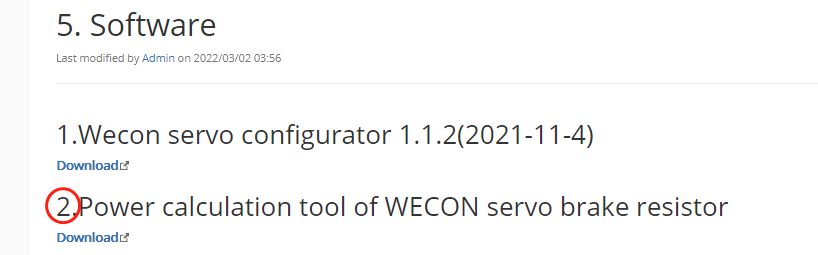 5. Software
Last modified by Admin on 2022/03/02 03:56
1.Wecon servo configurator 1.1.2(2021-11-4)
Download
2.Power calculation tool of WECON servo brake resistor
Download